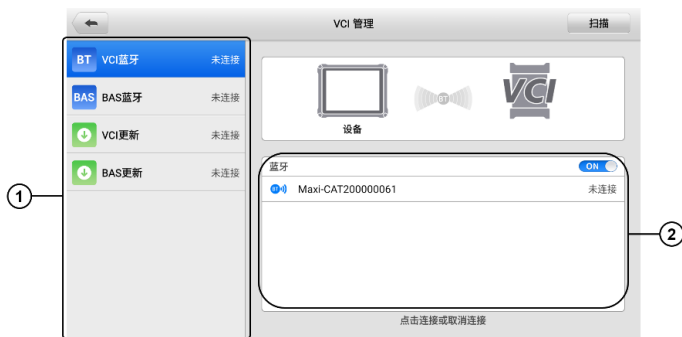 VCI 管理
扫描
BT VCI蓝牙 未连接
BAS BAS蓝牙 未连接
VCI更新 未连接
BAS更新 未连接
BT
VCI
设备
蓝牙 ON
BT Maxi-CAT200000061 未连接
点击连接或取消连接
1
2